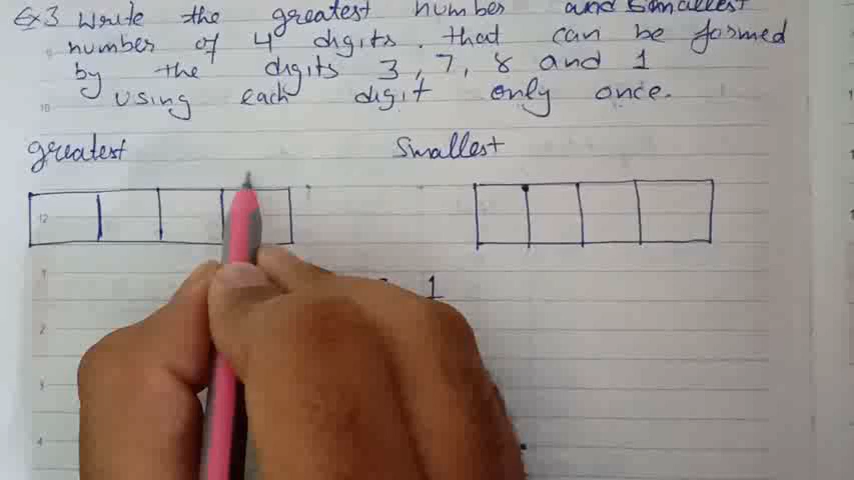 Ex3 Write the greatest number and smallest
number of 4 digits. that can be formed
by the digits 3, 7, 8 and 1
using each digit only once.
greatest Smallest
1